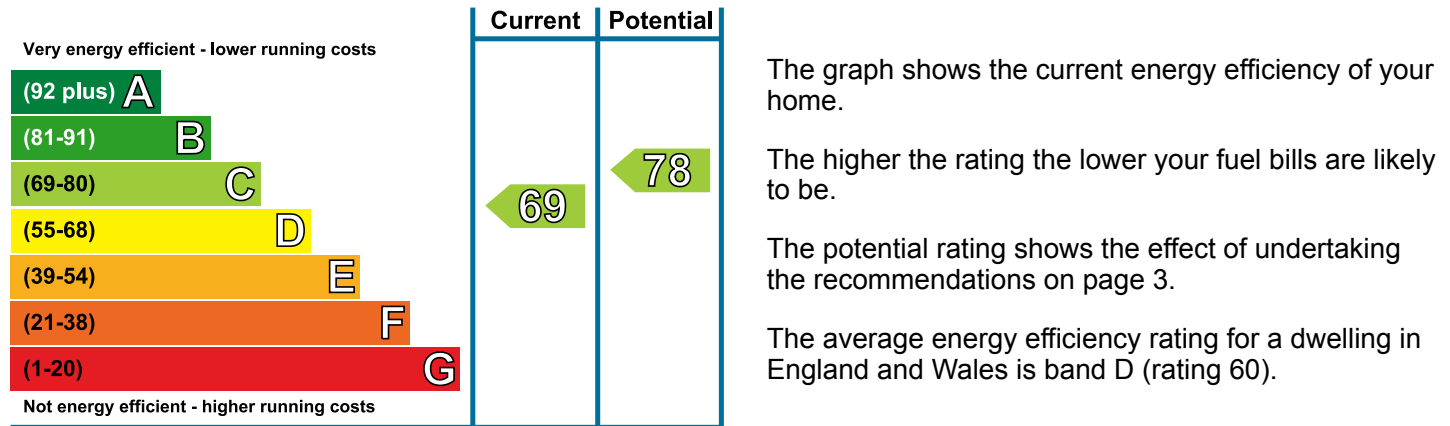 Current Potential
Very energy efficient - lower running costs
(92 plus) A
(81-91) B
(69-80) C
(55-68) D
(39-54) E
(21-38) F
(1-20) G
Not energy efficient - higher running costs
69
78
The graph shows the current energy efficiency of your
home.
The higher the rating the lower your fuel bills are likely
to be.
The potential rating shows the effect of undertaking
the recommendations on page 3.
The average energy efficiency rating for a dwelling in
England and Wales is band D (rating 60).